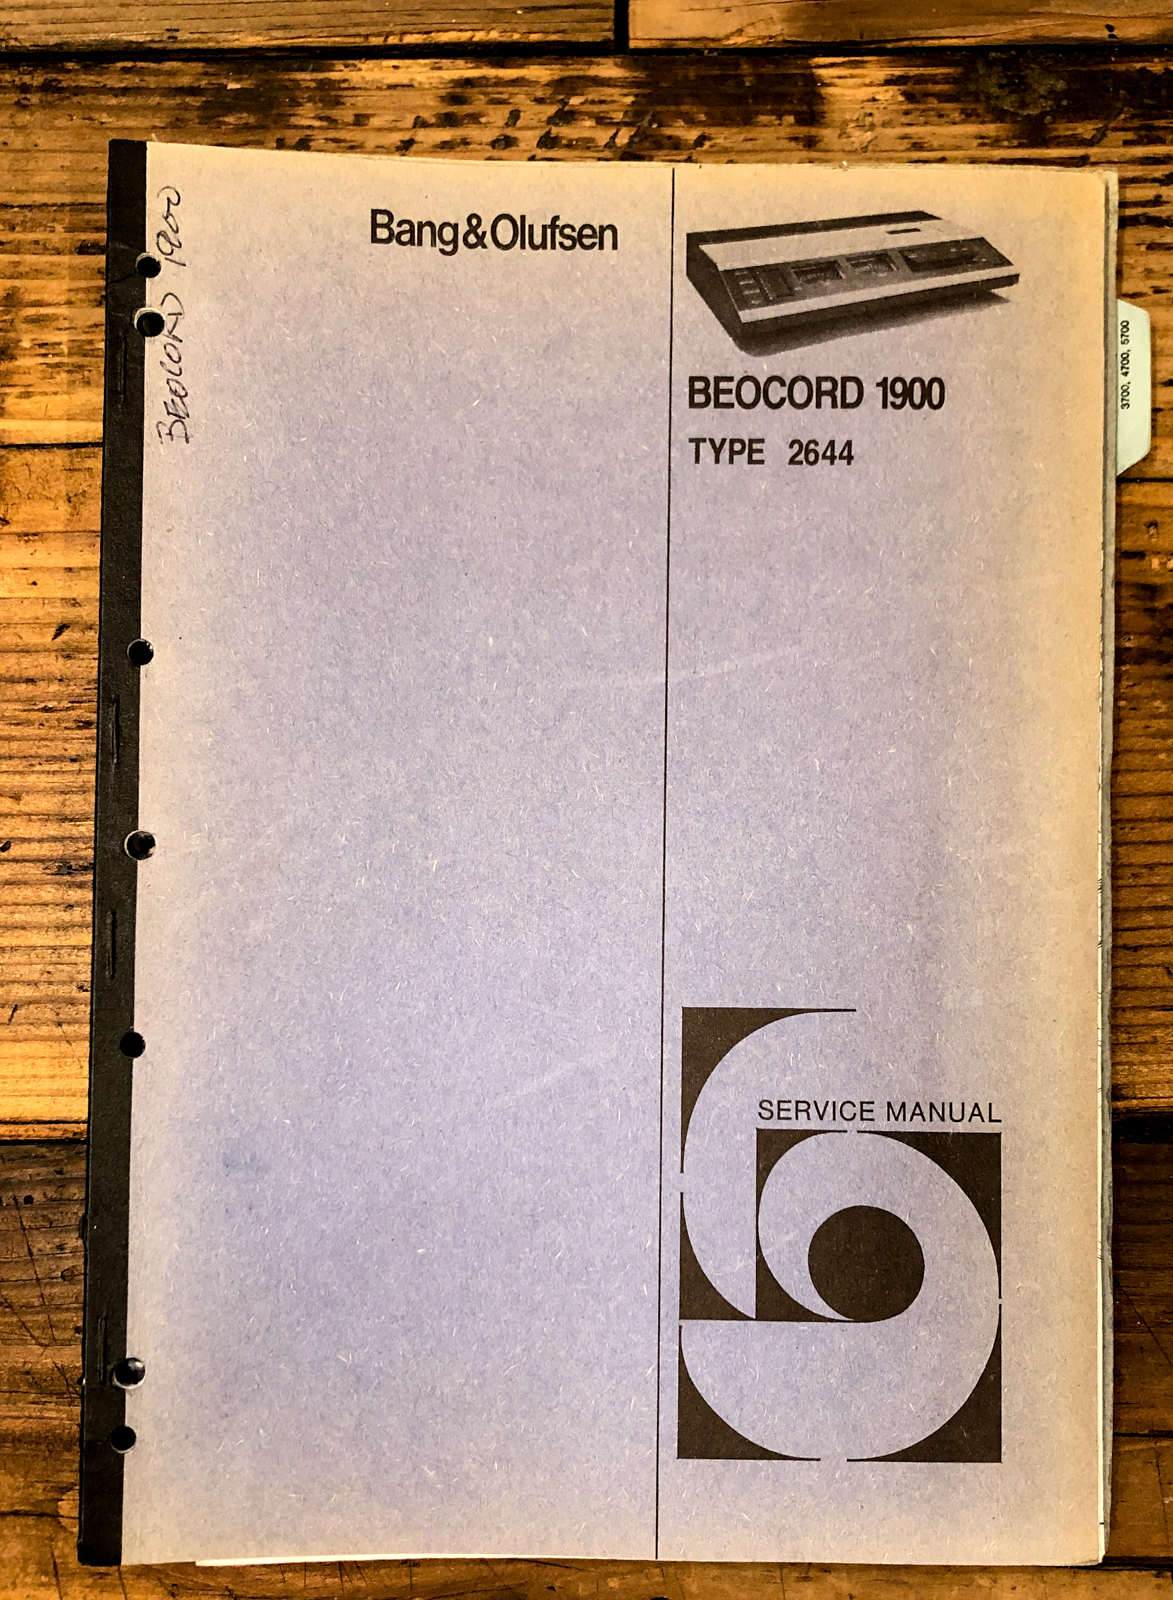 Bang&Olufsen
BEOCORD 1900
TYPE 2644
SERVICE MANUAL
BEOCORD 1900
3700, 4700, 5700